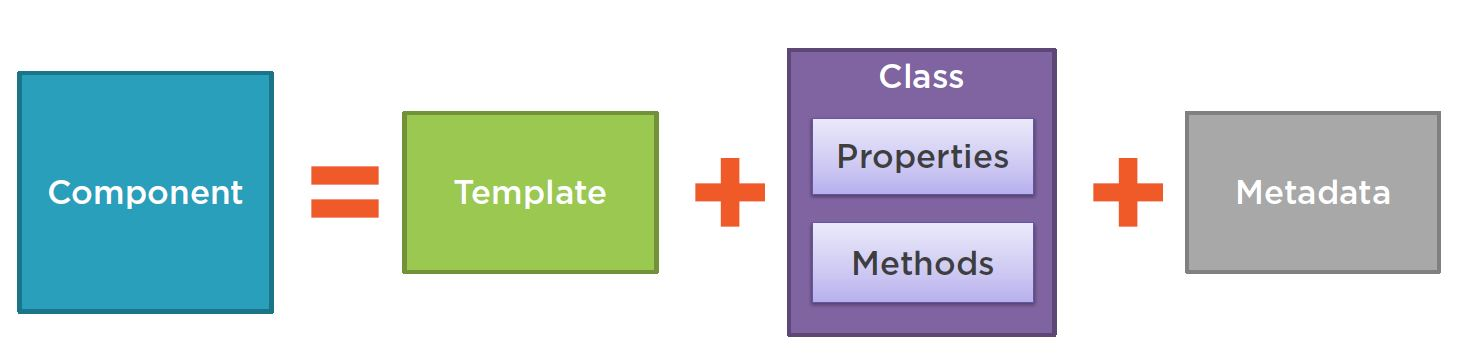 Component
Template
Class
Properties
Methods
Metadata